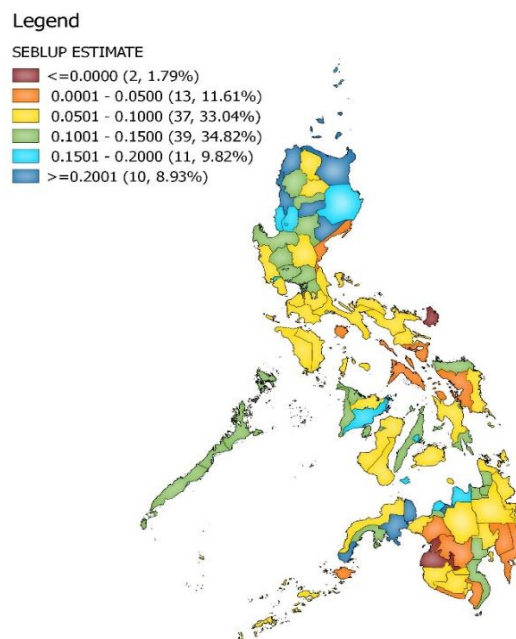 Legend
SEBLUP ESTIMATE
<=0.0000 (2, 1.79%)
0.0001 - 0.0500 (13, 11.61%)
0.0501 - 0.1000 (37, 33.04%)
0.1001 - 0.1500 (39, 34.82%)
0.1501 - 0.2000 (11, 9.82%)
>=0.2001 (10, 8.93%)